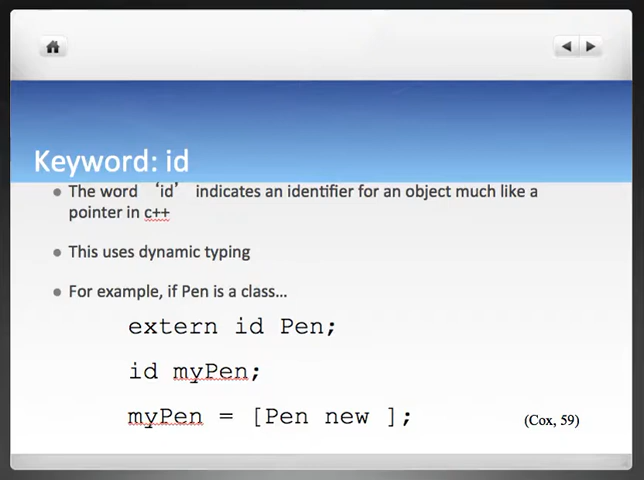 Keyword: id
The word ‘id’ indicates an identifier for an object much like a
pointer in c++
This uses dynamic typing
For example, if Pen is a class…
extern id Pen;
id myPen;
myPen = [Pen new ];
(Cox, 59)